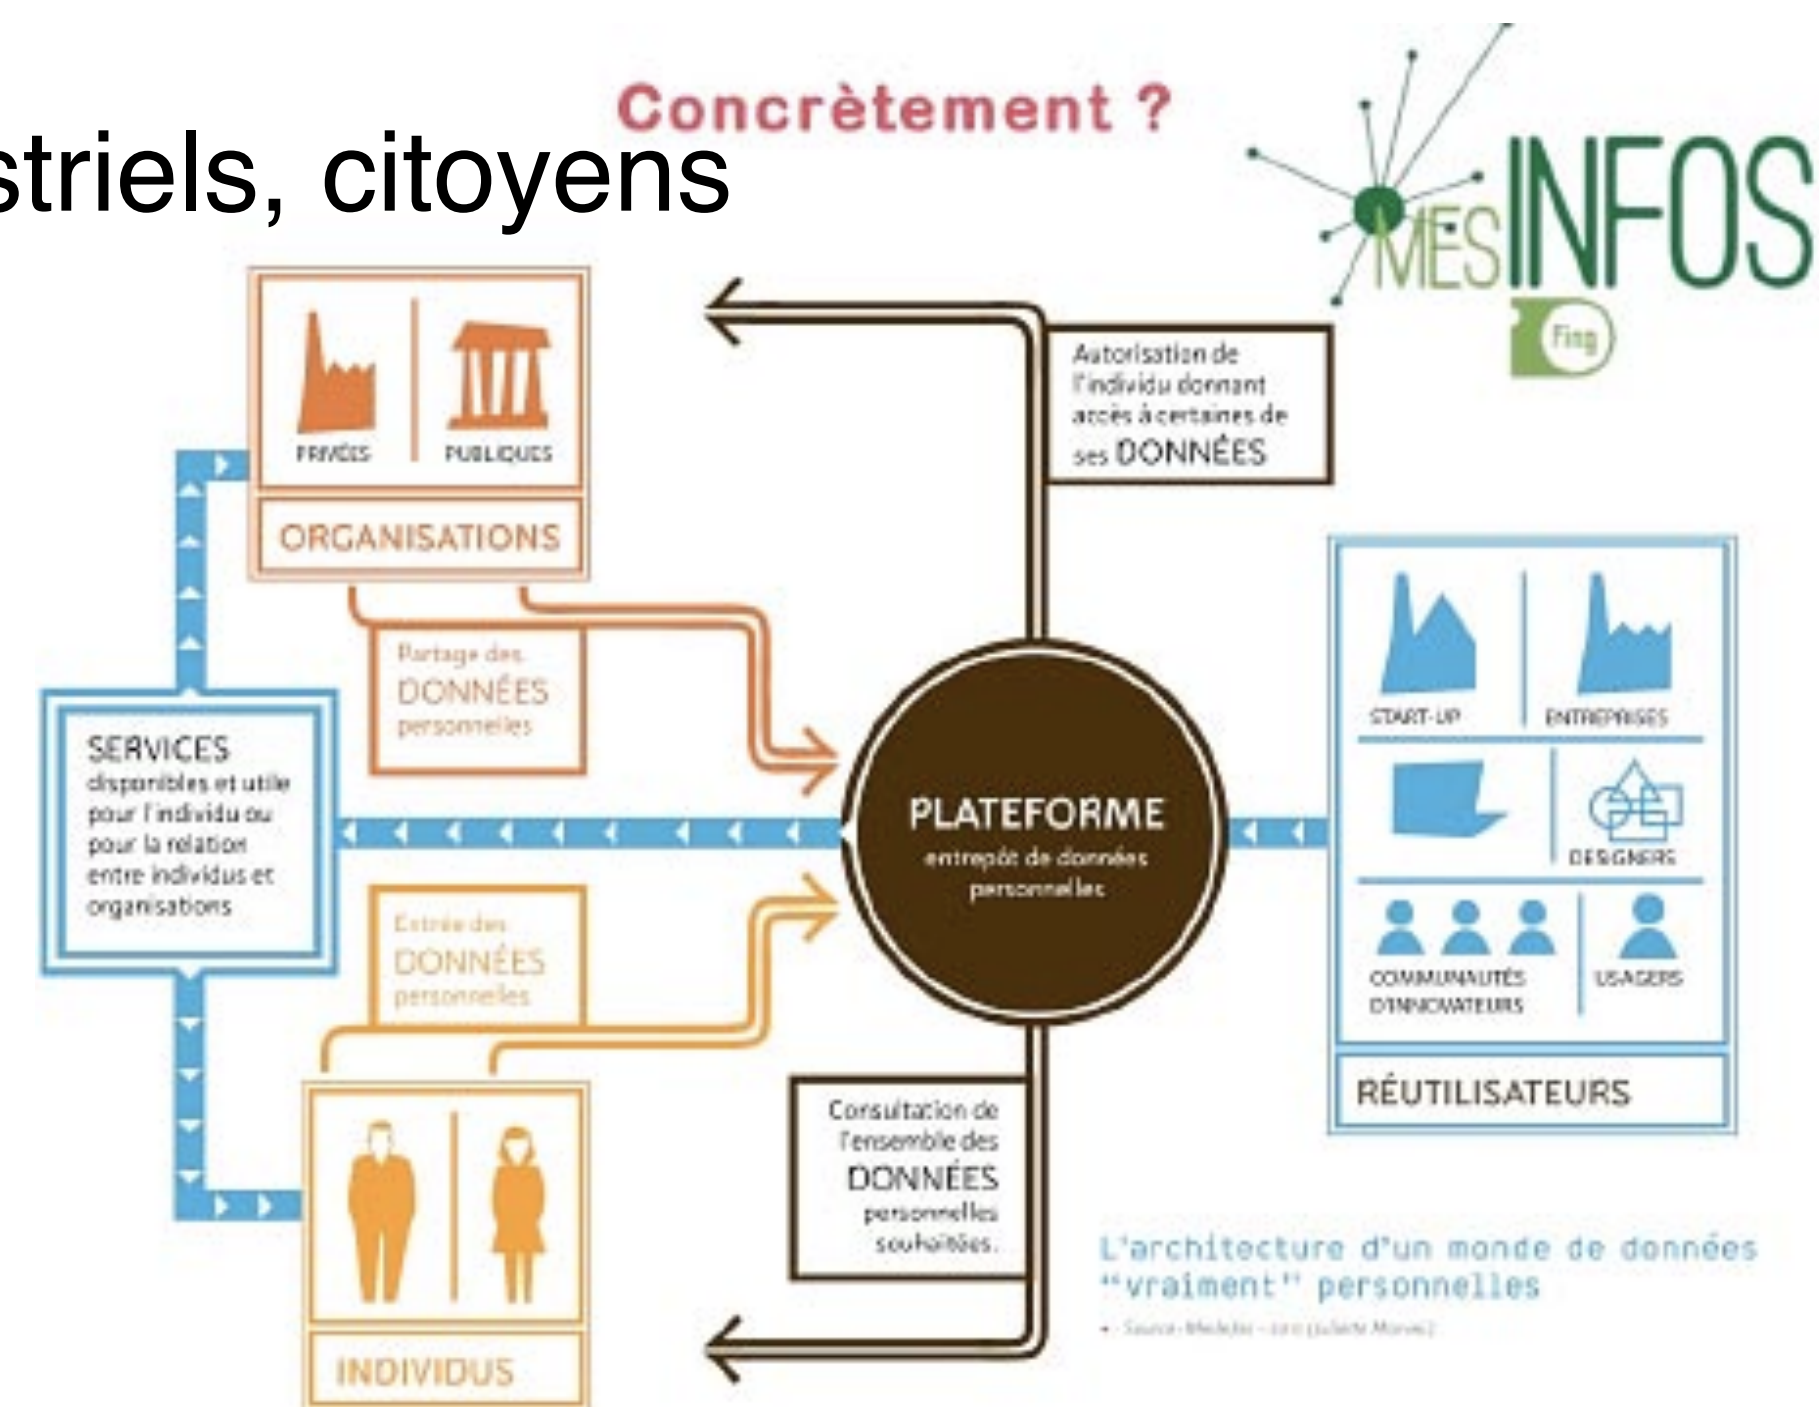 Concrètement ?
striels, citoyens
MES INFOS
Fing
PRIVÉES
PUBLIQUES
ORGANISATIONS
Autorisation de
l'individu donnant
accès à certaines de
ses DONNÉES
Partage des
DONNÉES
personnelles
SERVICES
disponibles et utile
pour l'individu ou
pour la relation
entre individus et
organisations
PLATEFORME
entrepôt de données
personnelles
START-UP
ENTREPRISES
DESIGNERS
COMMUNAUTÉS
D'INNOVATEURS
USAGERS
RÉUTILISATEURS
Entrée des
DONNÉES
personnelles
INDIVIDUS
Consultation de
l'ensemble des
DONNÉES
personnelles
souhaitées.
L'architecture d'un monde de données
"vraiment" personnelles
Source